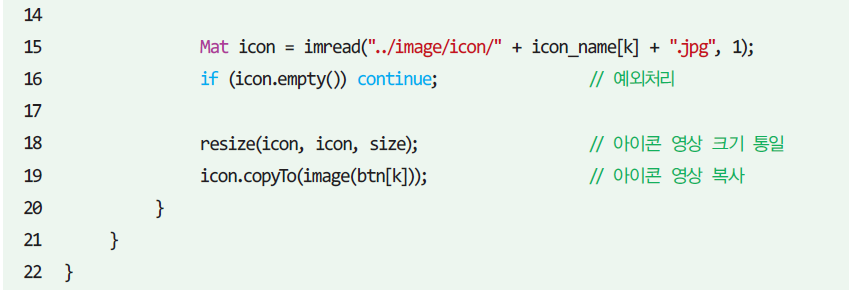 14
15 Mat icon = imread("../image/icon/" + icon_name[k] + ".jpg", 1);
16 if (icon.empty()) continue; // 예외처리
17
18 resize(icon, icon, size); // 아이콘 영상 크기 통일
19 icon.copyTo(image(btn[k])); // 아이콘 영상 복사
20 }
21 }
22 }